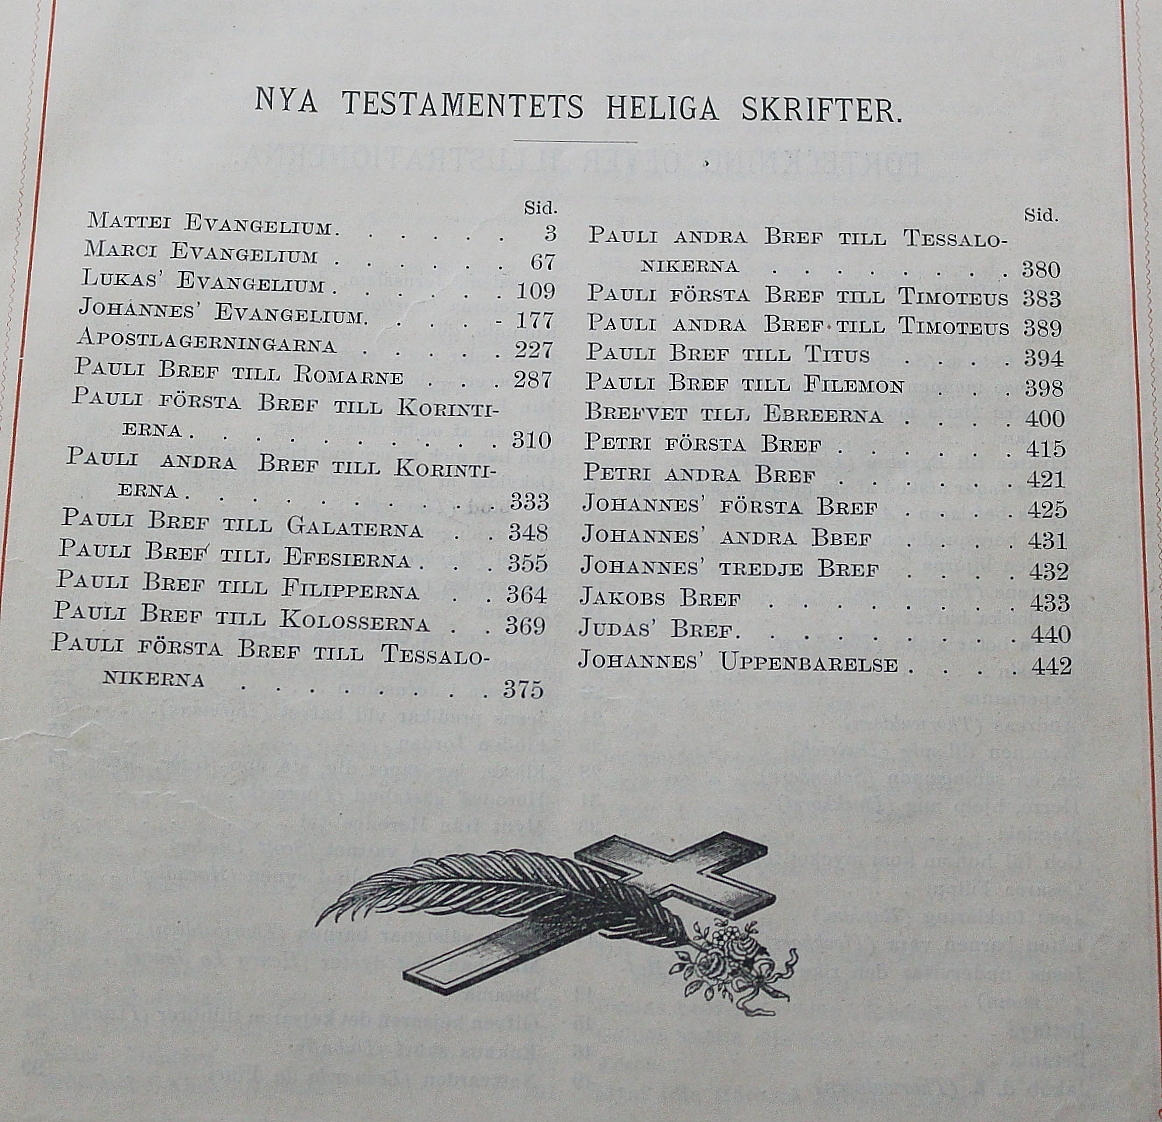 NYA TESTAMENTETS HELIGA SKRIFTER.
Sid.
MATTEI EVANGELIUM. . . . . . 3
MARCI EVANGELIUM . . . . . . 67
LUKAS' EVANGELIUM . . . . . 109
JOHANNES' EVANGELIUM. . . . - 177
APOSTLAGERNINGARNA . . . . . 227
PAULI BREF TILL ROMARNE . . . 287
PAULI FÖRSTA BREF TILL KORINTI-
ERNA . . . . . . . . . . . 310
PAULI ANDRA BREF TILL KORINTI-
ERNA . . . . . . . . . . . 333
PAULI BREF TILL GALATERNA . . 348
PAULI BREF TILL EFESIERNA . . . 355
PAULI BREF TILL FILIPPERNA . . 364
PAULI BREF TILL KOLOSSERNA . . 369
PAULI FÖRSTA BREF TILL TESSALO-
NIKERNA . . . . . . . . . 375
Sid.
PAULI ANDRA BREF TILL TESSALO-
NIKERNA . . . . . . . . . 380
PAULI FÖRSTA BREF TILL TIMOTEUS 383
PAULI ANDRA BREF TILL TIMOTEUS 389
PAULI BREF TILL TITUS . . . . 394
PAULI BREF TILL FILEMON . . . 398
BREFVET TILL EBREERNA . . . . 400
PETRI FÖRSTA BREF . . . . . . 415
PETRI ANDRA BREF . . . . . . 421
JOHANNES' FÖRSTA BREF . . . . 425
JOHANNES' ANDRA BBEF . . . . 431
JOHANNES' TREDJE BREF . . . . 432
JAKOBS BREF . . . . . . . . 433
JUDAS' BREF. . . . . . . . . 440
JOHANNES' UPPENBARELSE . . . . 442